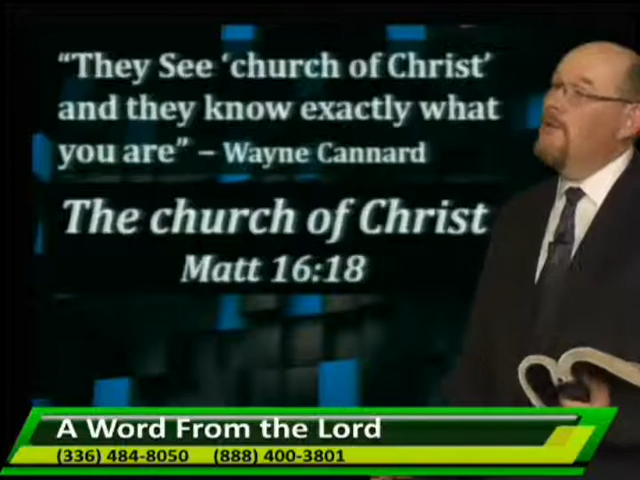 “They See ‘church of Christ’
and they know exactly what
you are” – Wayne Cannard
The church of Christ
Matt 16:18
A Word From the Lord
(336) 484-8050 (888) 400-3801